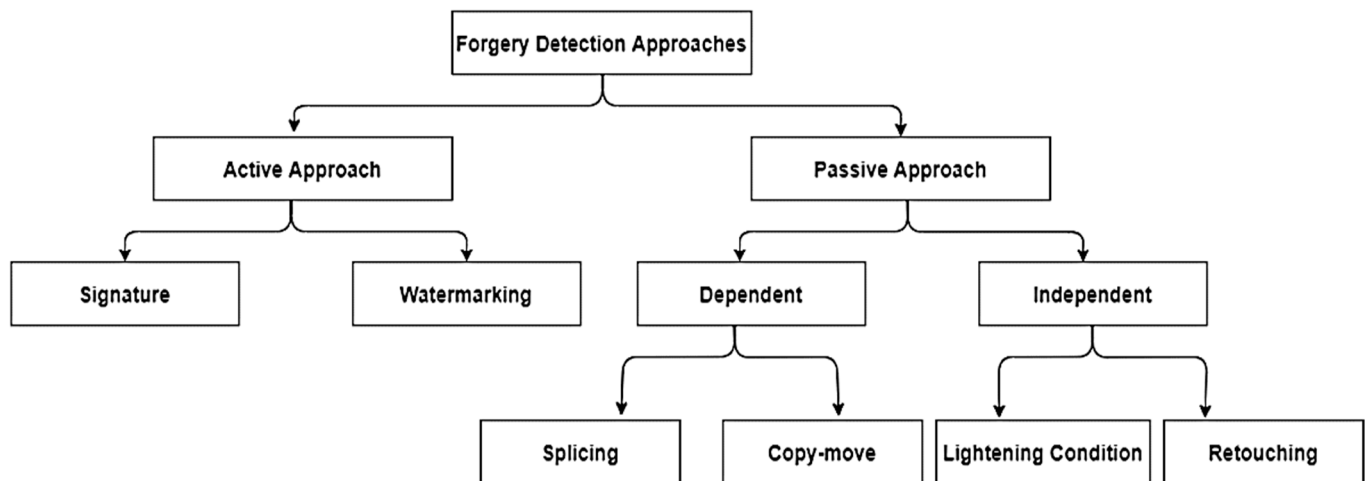 Forgery Detection Approaches
Active Approach
Passive Approach
Signature
Watermarking
Dependent
Independent
Splicing
Copy-move
Lightening Condition
Retouching